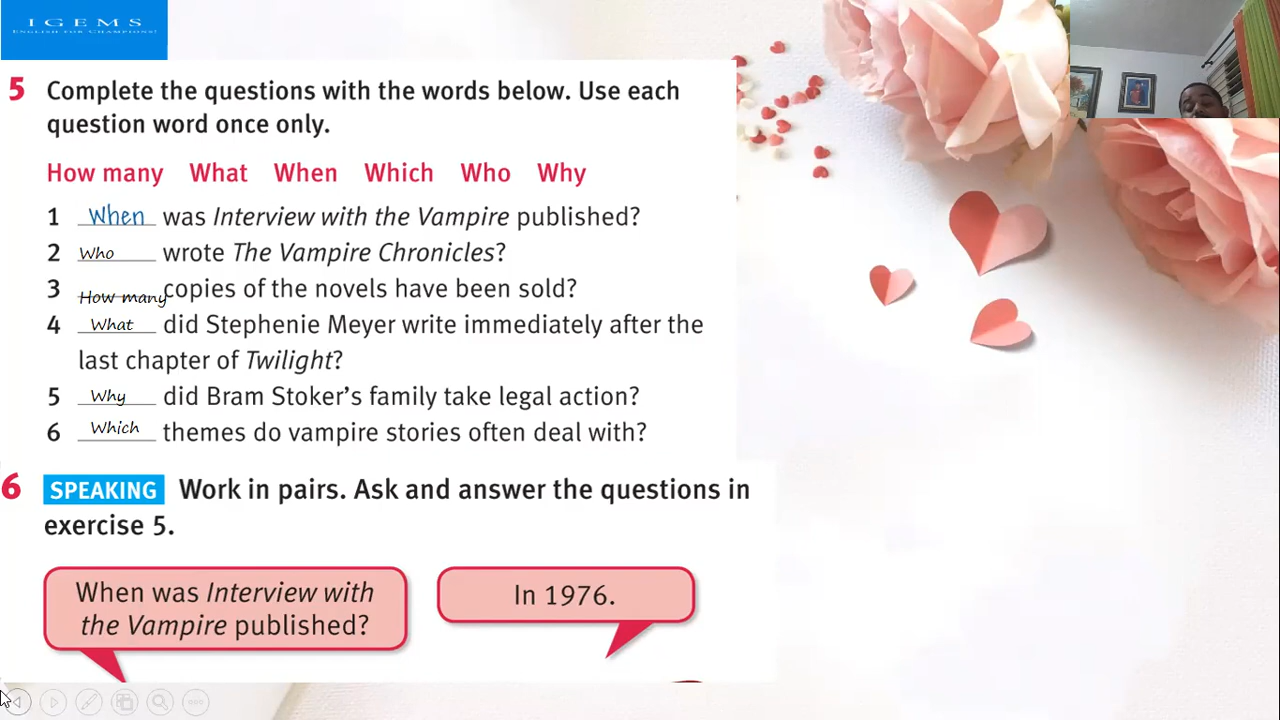 IGEMS
ENGLISH FOR CHAMPIONS!
5 Complete the questions with the words below. Use each
question word once only.
How many What When Which Who Why
1 When was Interview with the Vampire published?
2 Who wrote The Vampire Chronicles?
3 How many copies of the novels have been sold?
4 What did Stephenie Meyer write immediately after the
last chapter of Twilight?
5 Why did Bram Stoker's family take legal action?
6 Which themes do vampire stories often deal with?
6 SPEAKING Work in pairs. Ask and answer the questions in
exercise 5.
When was Interview with
the Vampire published?
In 1976.